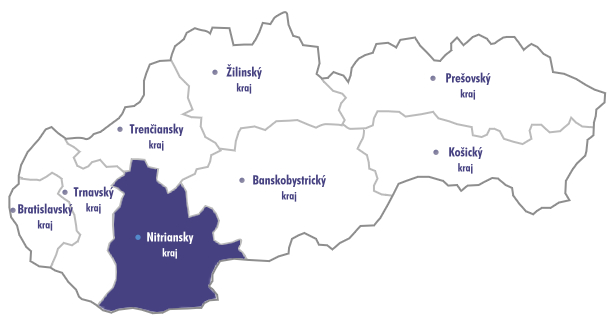 Žilinský
kraj
Prešovský
kraj
Trenčiansky
kraj
Košický
kraj
Banskobystrický
kraj
Trnavský
kraj
Bratislavský
kraj
Nitriansky
kraj